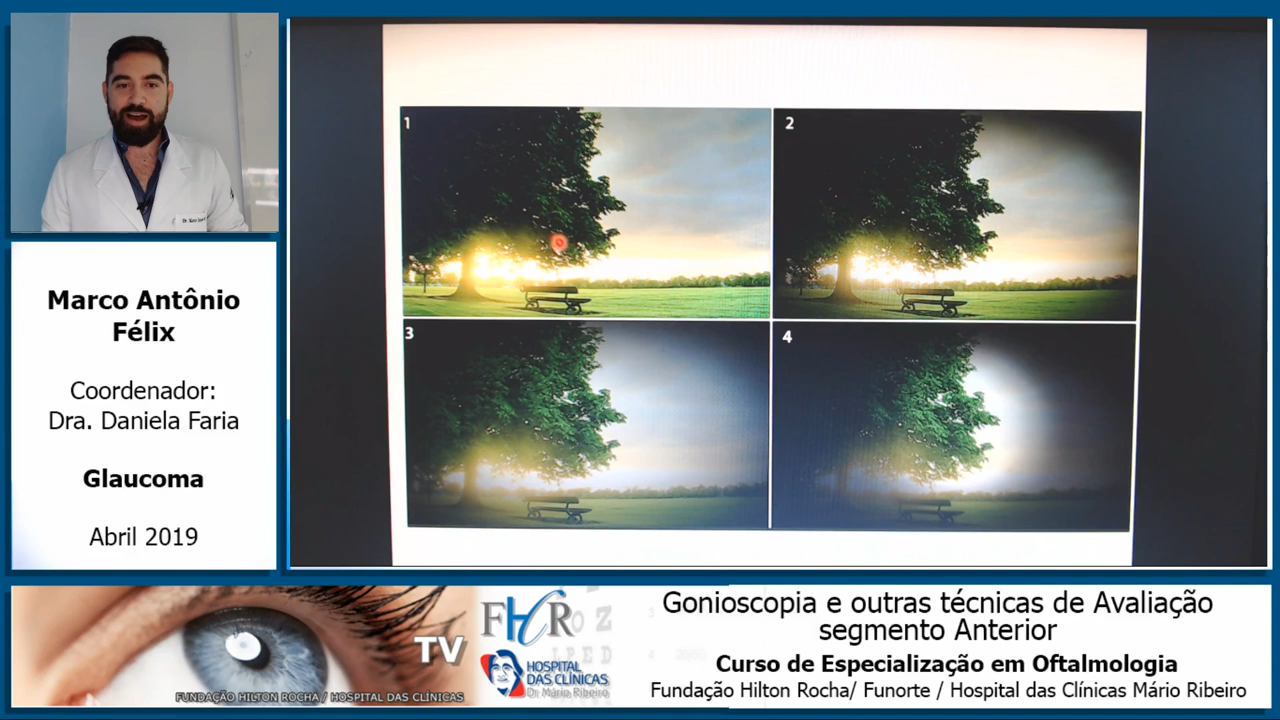 Marco Antônio
Félix
Coordenador:
Dra. Daniela Faria
Glaucoma
Abril 2019
1
2
3
4
TV
FUNDAÇÃO HILTON ROCHA / HOSPITAL DAS CLÍNICAS
FHCR
HOSPITAL
DAS CLÍNICAS
Dr. Mário Ribeiro
Gonioscopia e outras técnicas de Avaliação
segmento Anterior
Curso de Especialização em Oftalmologia
Fundação Hilton Rocha/ Funorte / Hospital das Clínicas Mário Ribeiro